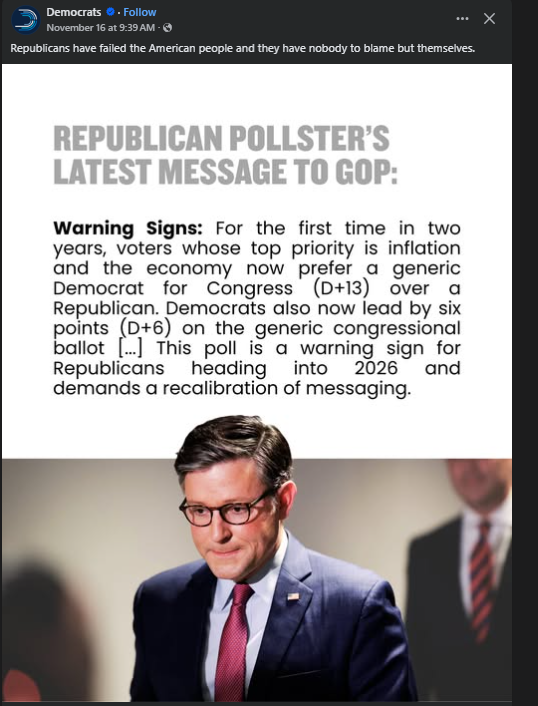 Democrats · Follow
November 16 at 9:39 AM ·
Republicans have failed the American people and they have nobody to blame but themselves.
REPUBLICAN POLLSTER'S
LATEST MESSAGE TO GOP:
Warning Signs: For the first time in two
years, voters whose top priority is inflation
and the economy now prefer a generic
Democrat for Congress (D+13) over a
Republican. Democrats also now lead by six
points (D+6) on the generic congressional
ballot [...] This poll is a warning sign for
Republicans heading into 2026 and
demands a recalibration of messaging.